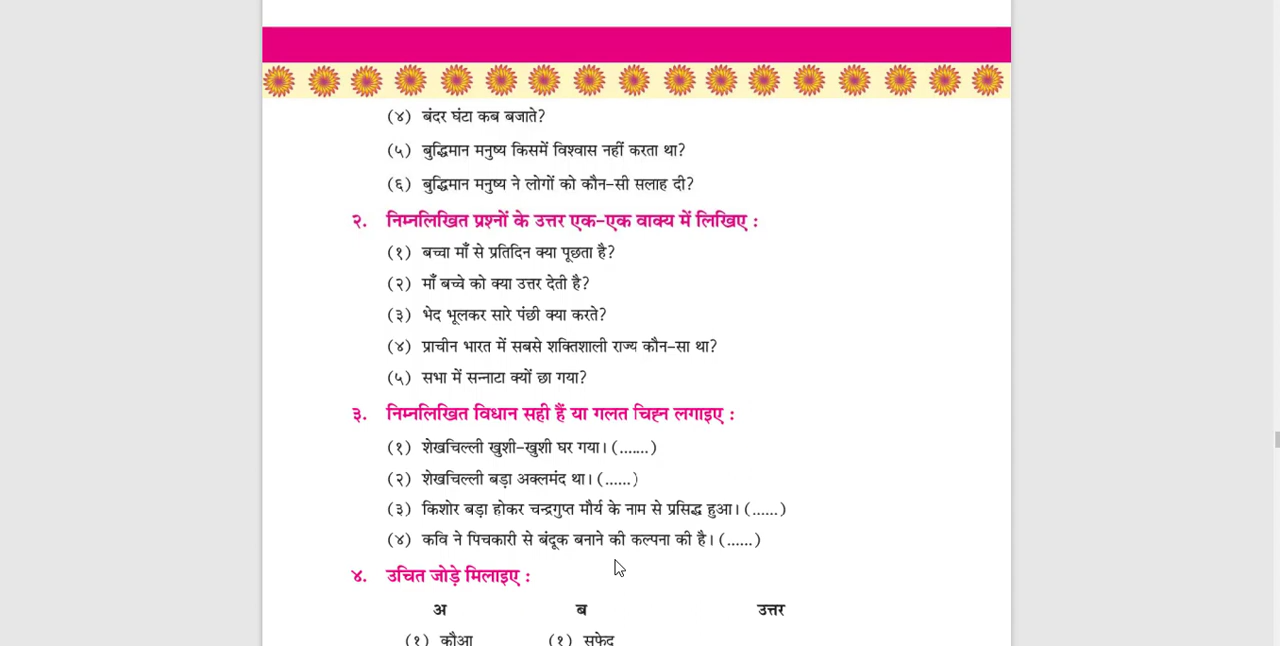 (४) बंदर घंटा कब बजाते?
(५) बुद्धिमान मनुष्य किसमें विश्वास नहीं करता था?
(६) बुद्धिमान मनुष्य ने लोगों को कौन-सी सलाह दी?
२. निम्नलिखित प्रश्नों के उत्तर एक-एक वाक्य में लिखिए :
(१) बच्चा माँ से प्रतिदिन क्या पूछता है?
(२) माँ बच्चे को क्या उत्तर देती है?
(३) भेद भूलकर सारे पंछी क्या करते?
(४) प्राचीन भारत में सबसे शक्तिशाली राज्य कौन-सा था?
(५) सभा में सन्नाटा क्यों छा गया?
३. निम्नलिखित विधान सही हैं या गलत चिह्न लगाइए :
(१) शेखचिल्ली खुशी-खुशी घर गया। (.......)
(२) शेखचिल्ली बड़ा अक्लमंद था। (......)
(३) किशोर बड़ा होकर चन्द्रगुप्त मौर्य के नाम से प्रसिद्ध हुआ। (......)
(४) कवि ने पिचकारी से बंदूक बनाने की कल्पना की है। (......)
४. उचित जोड़े मिलाइए :
अ ब उत्तर
(१) कौआ (१) सफेद